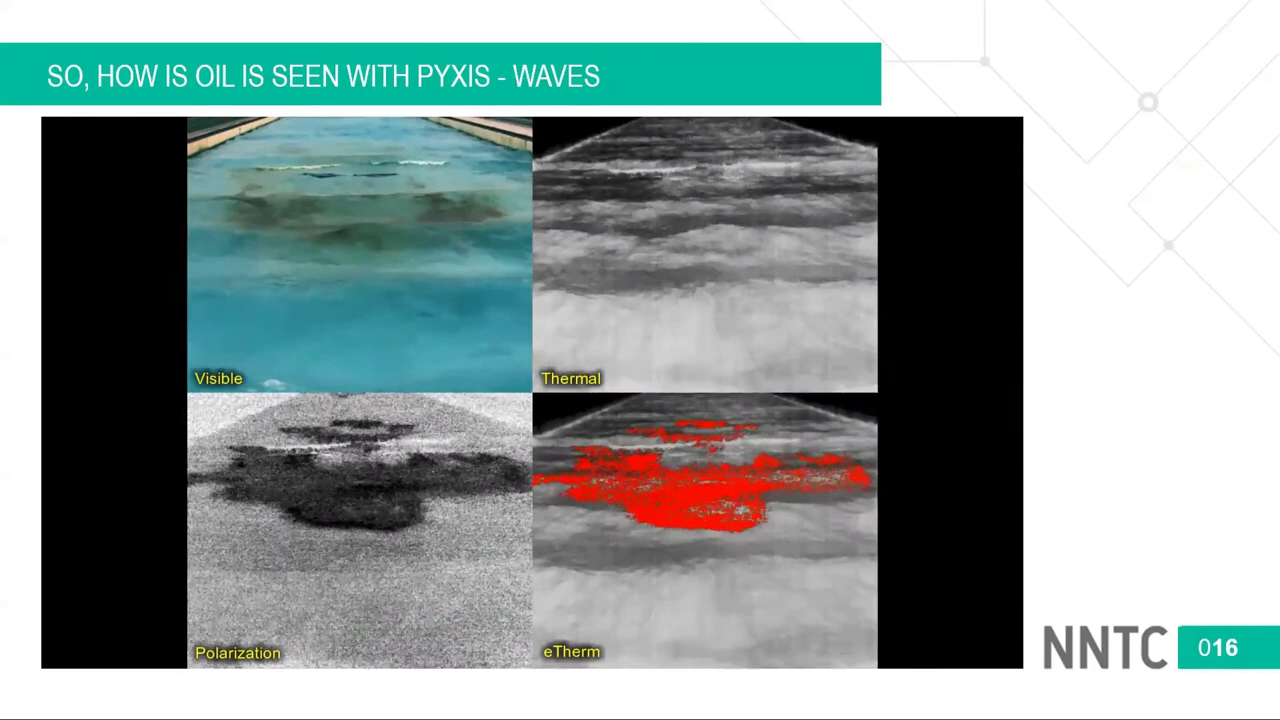 SO, HOW IS OIL IS SEEN WITH PYXIS - WAVES
Visible
Thermal
Polarization
eTherm
NNTC
016